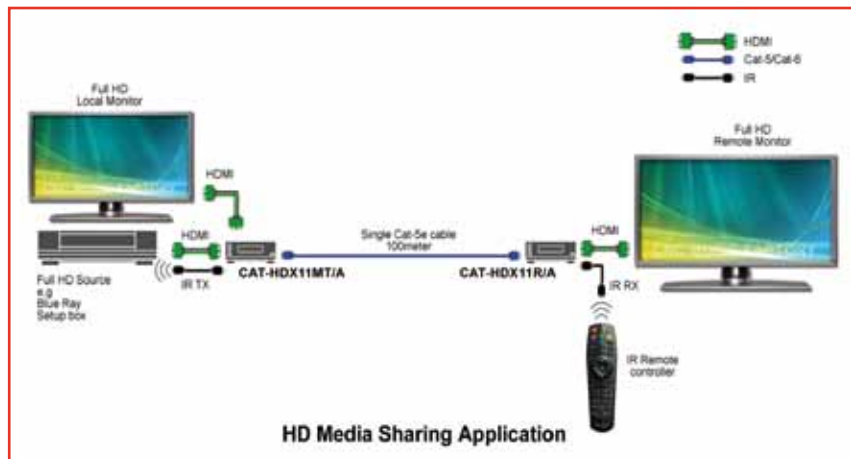 HDMI
Cat-5/Cat-6
IR
Full HD
Local Monitor
Full HD
Remote Monitor
HDMI
HDMI
Single Cat-5e cable
100meter
HDMI
CAT-HDX11MT/A
CAT-HDX11R/A
IR TX
IR RX
Full HD Source
e.g
Blue Ray
Setup box
IR Remote
controller
HD Media Sharing Application